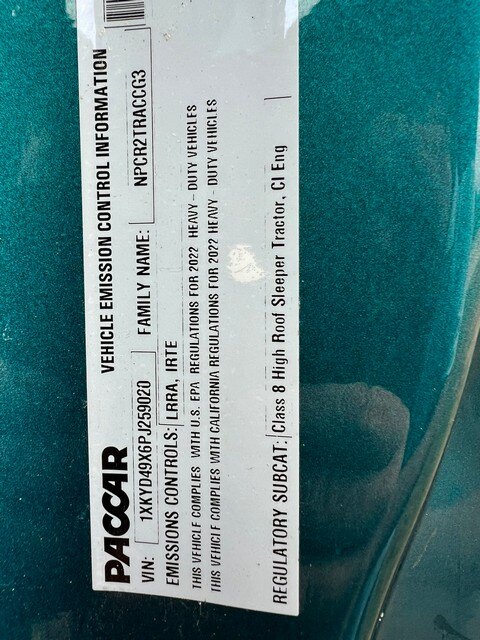 PACCAR VEHICLE EMISSION CONTROL INFORMATION
VIN: 1XKYD49X6PJ259020 FAMILY NAME: NPCR2TRACCG3
EMISSIONS CONTROLS: LRRA, IRTE
THIS VEHICLE COMPLIES WITH U.S. EPA REGULATIONS FOR 2022 HEAVY - DUTY VEHICLES
THIS VEHICLE COMPLIES WITH CALIFORNIA REGULATIONS FOR 2022 HEAVY - DUTY VEHICLES
REGULATORY SUBCAT: Class 8 High Roof Sleeper Tractor, CI Eng